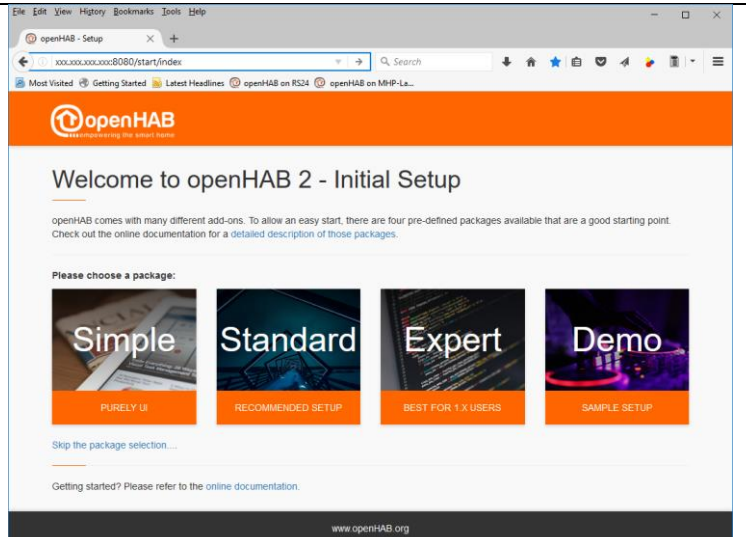 File Edit View History Bookmarks Tools Help
openHAB - Setup
xxx.xxx.xxx.xxx:8080/start/index
Search
Most Visited Getting Started Latest Headlines openHAB on RS24 openHAB on MHP-La...
openHAB
empowering the smart home
Welcome to openHAB 2 - Initial Setup
openHAB comes with many different add-ons. To allow an easy start, there are four pre-defined packages available that are a good starting point.
Check out the online documentation for a detailed description of those packages.
Please choose a package:
Simple Standard Expert Demo
PURELY UI RECOMMENDED SETUP BEST FOR 1.X USERS SAMPLE SETUP
Skip the package selection....
Getting started? Please refer to the online documentation.
www.openHAB.org